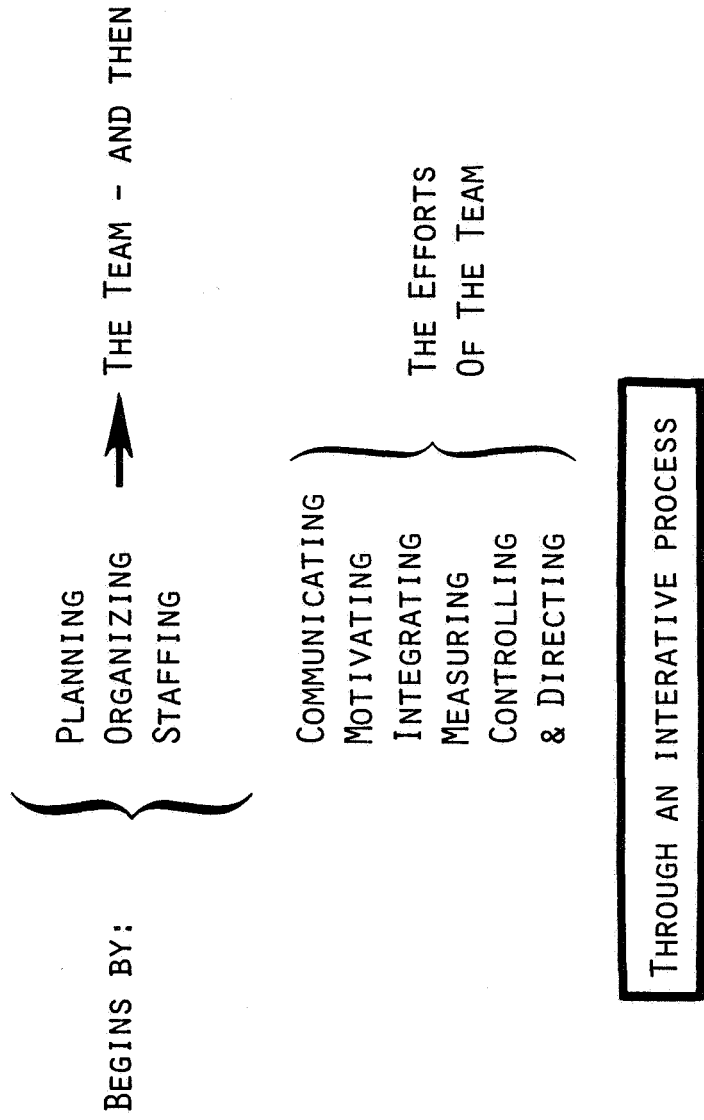 BEGINS BY:
PLANNING
ORGANIZING
STAFFING
THE TEAM - AND THEN
COMMUNICATING
MOTIVATING
INTEGRATING
MEASURING
CONTROLLING
& DIRECTING
THE EFFORTS
OF THE TEAM
THROUGH AN INTERATIVE PROCESS